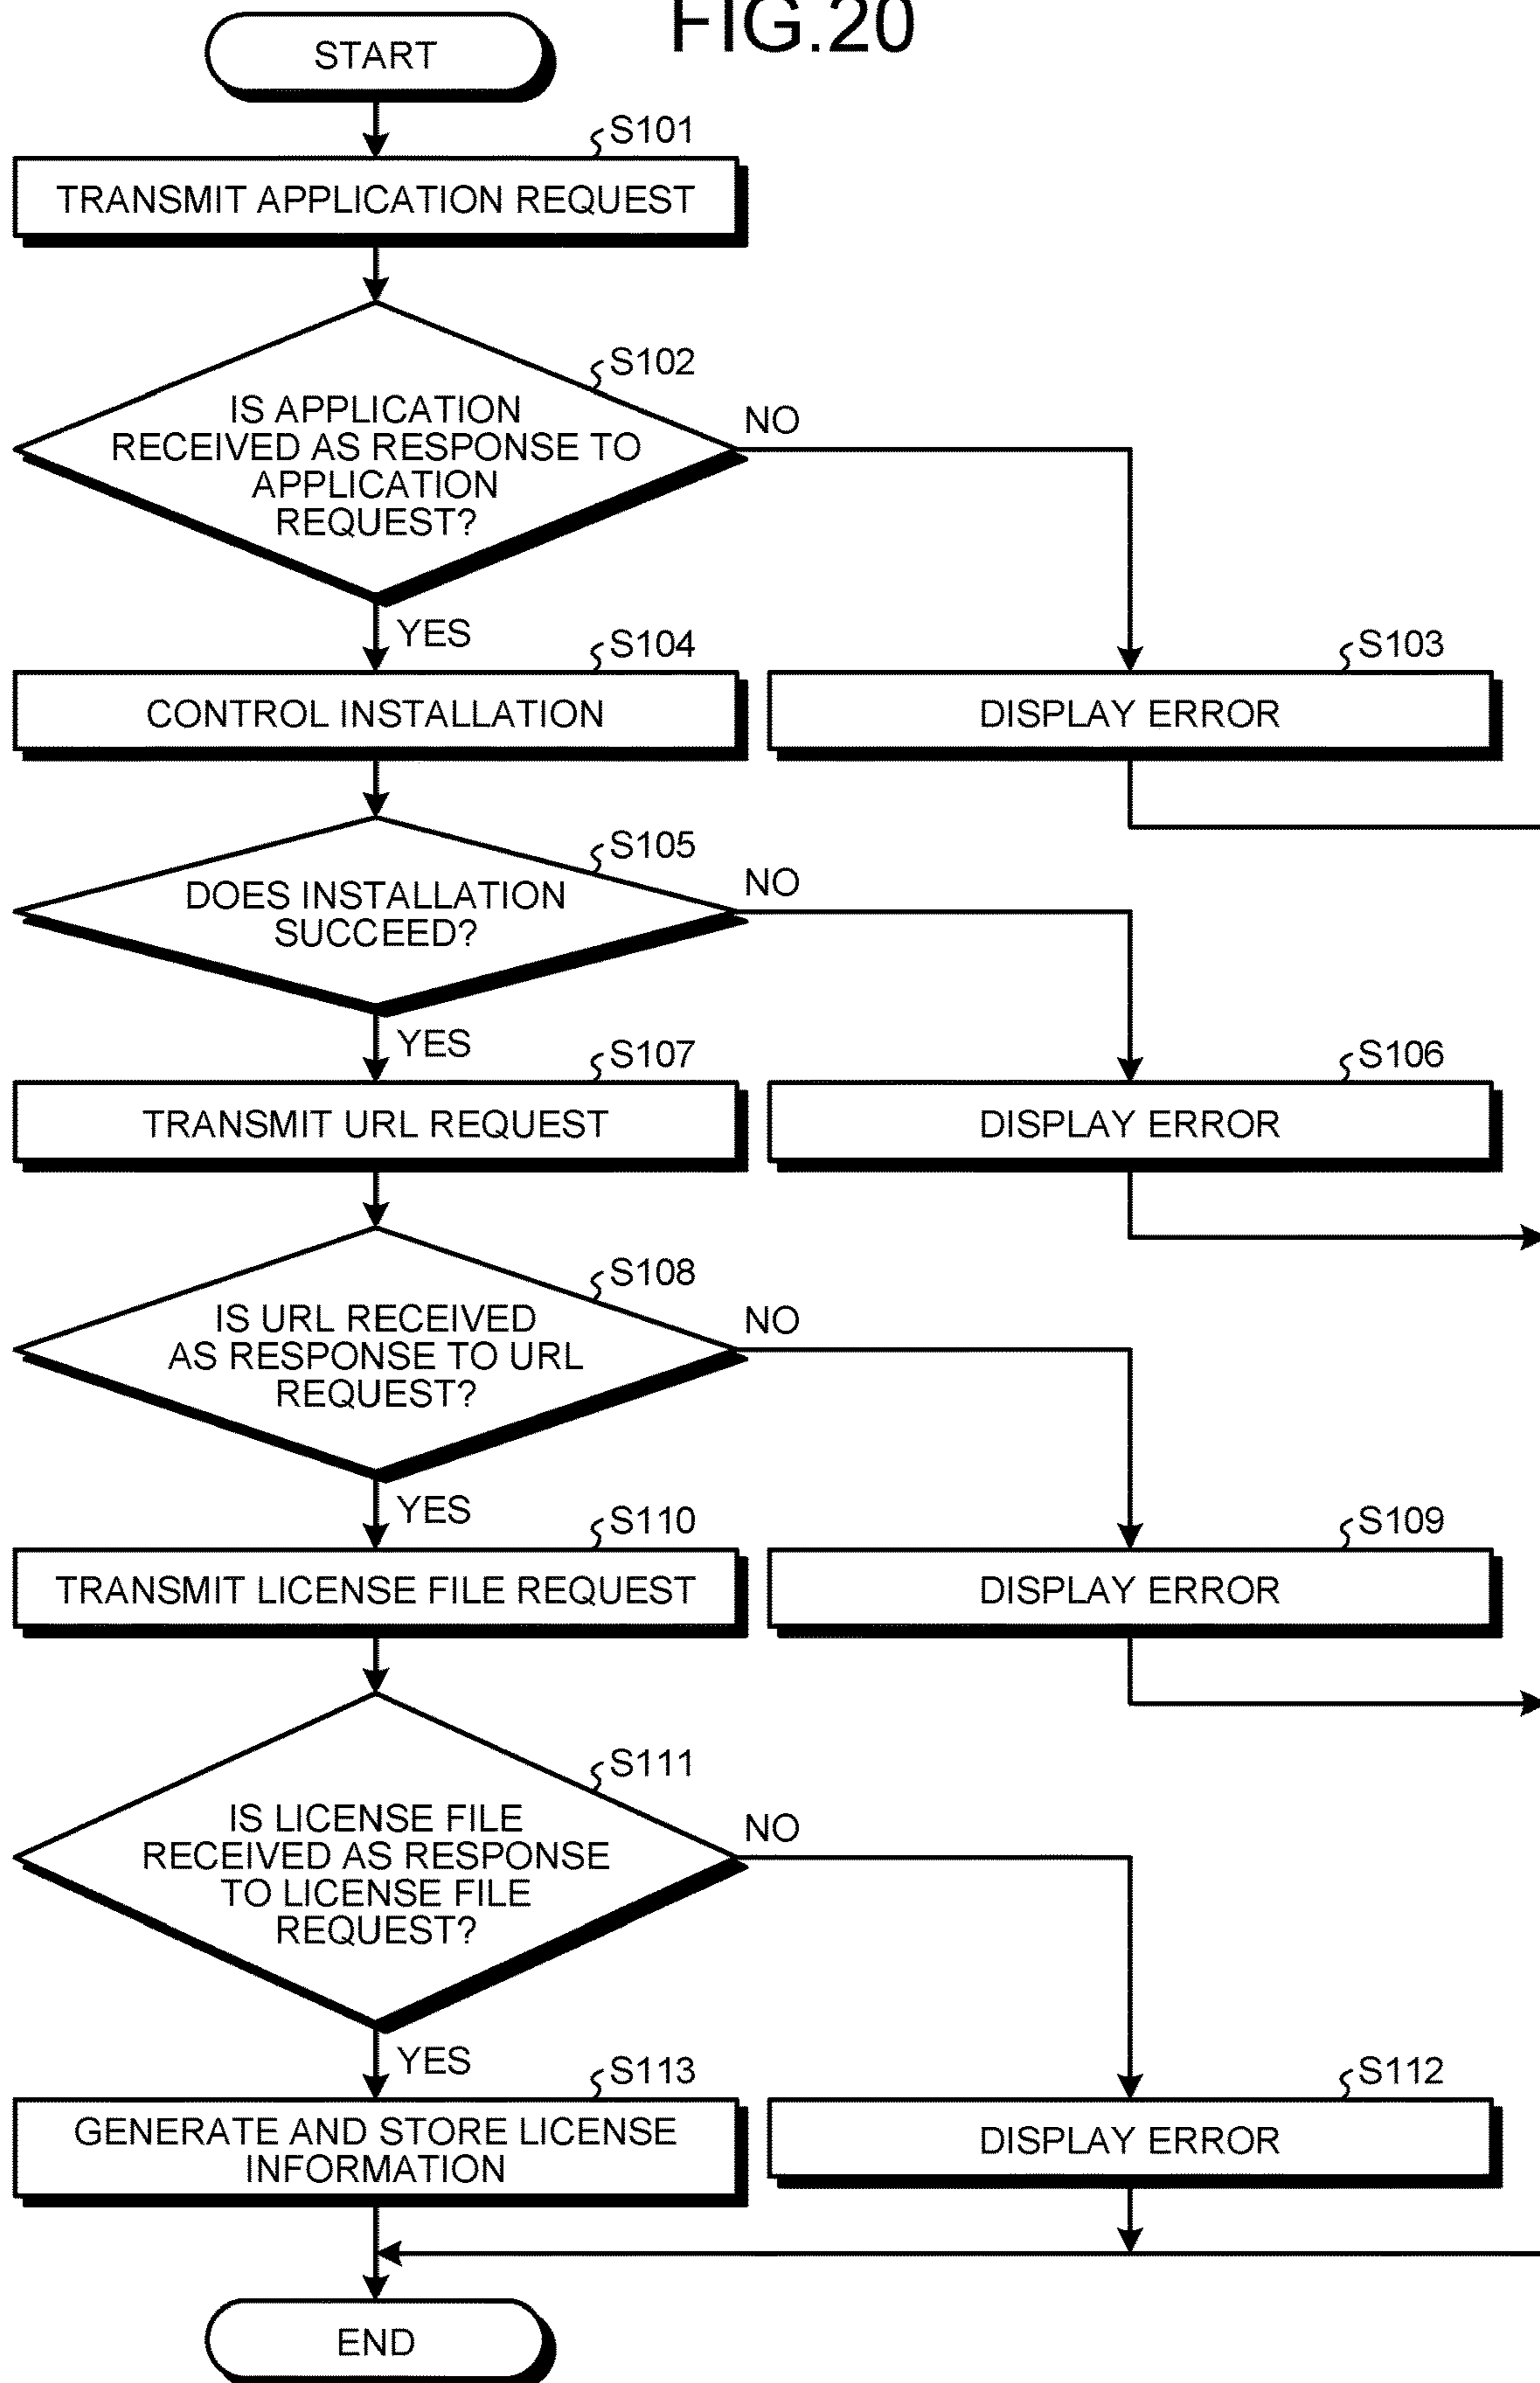 FIG.20
START
S101
TRANSMIT APPLICATION REQUEST
S102
IS APPLICATION
RECEIVED AS RESPONSE TO
APPLICATION
REQUEST?
NO
YES
S104
CONTROL INSTALLATION
S103
DISPLAY ERROR
S105
DOES INSTALLATION
SUCCEED?
NO
YES
S107
TRANSMIT URL REQUEST
S106
DISPLAY ERROR
S108
IS URL RECEIVED
AS RESPONSE TO URL
REQUEST?
NO
YES
S110
TRANSMIT LICENSE FILE REQUEST
S109
DISPLAY ERROR
S111
IS LICENSE FILE
RECEIVED AS RESPONSE
TO LICENSE FILE
REQUEST?
NO
YES
S113
GENERATE AND STORE LICENSE
INFORMATION
S112
DISPLAY ERROR
END